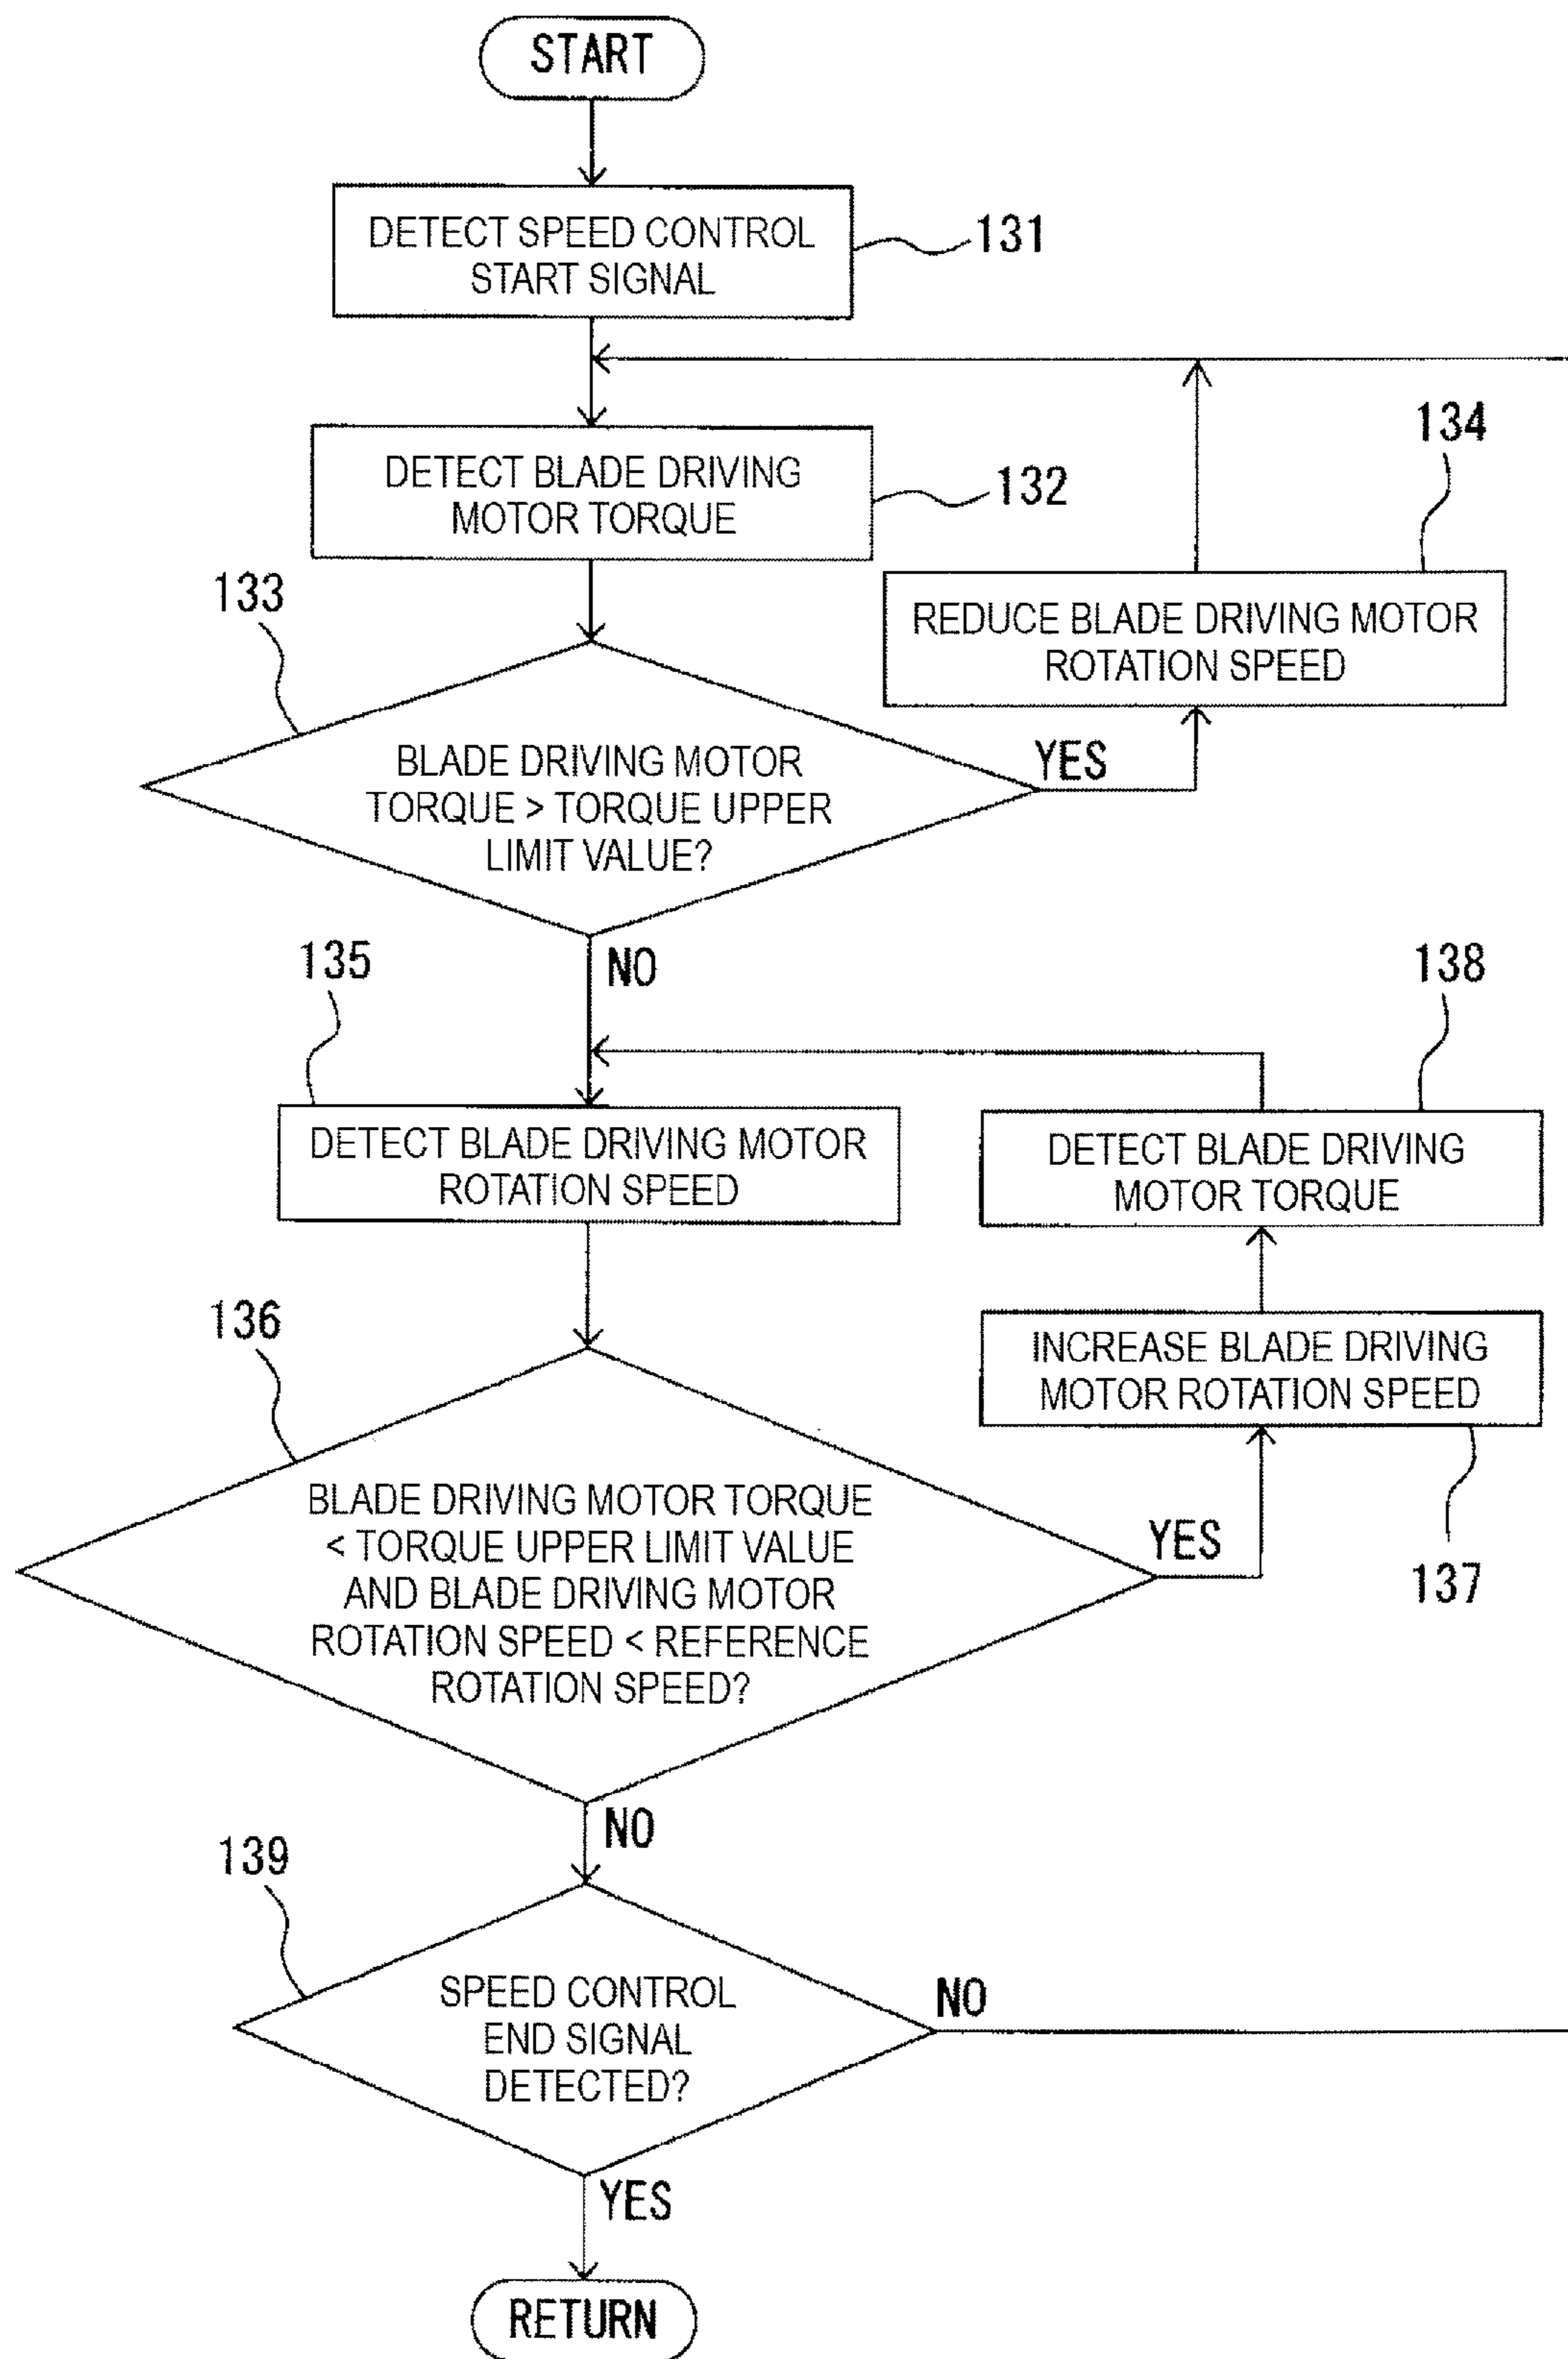 START
DETECT SPEED CONTROL
START SIGNAL
131
DETECT BLADE DRIVING
MOTOR TORQUE
132
133
BLADE DRIVING MOTOR
TORQUE > TORQUE UPPER
LIMIT VALUE?
YES
134
REDUCE BLADE DRIVING MOTOR
ROTATION SPEED
NO
135
DETECT BLADE DRIVING MOTOR
ROTATION SPEED
138
DETECT BLADE DRIVING
MOTOR TORQUE
INCREASE BLADE DRIVING
MOTOR ROTATION SPEED
137
136
BLADE DRIVING MOTOR TORQUE
< TORQUE UPPER LIMIT VALUE
AND BLADE DRIVING MOTOR
ROTATION SPEED < REFERENCE
ROTATION SPEED?
YES
NO
139
SPEED CONTROL
END SIGNAL
DETECTED?
NO
YES
RETURN